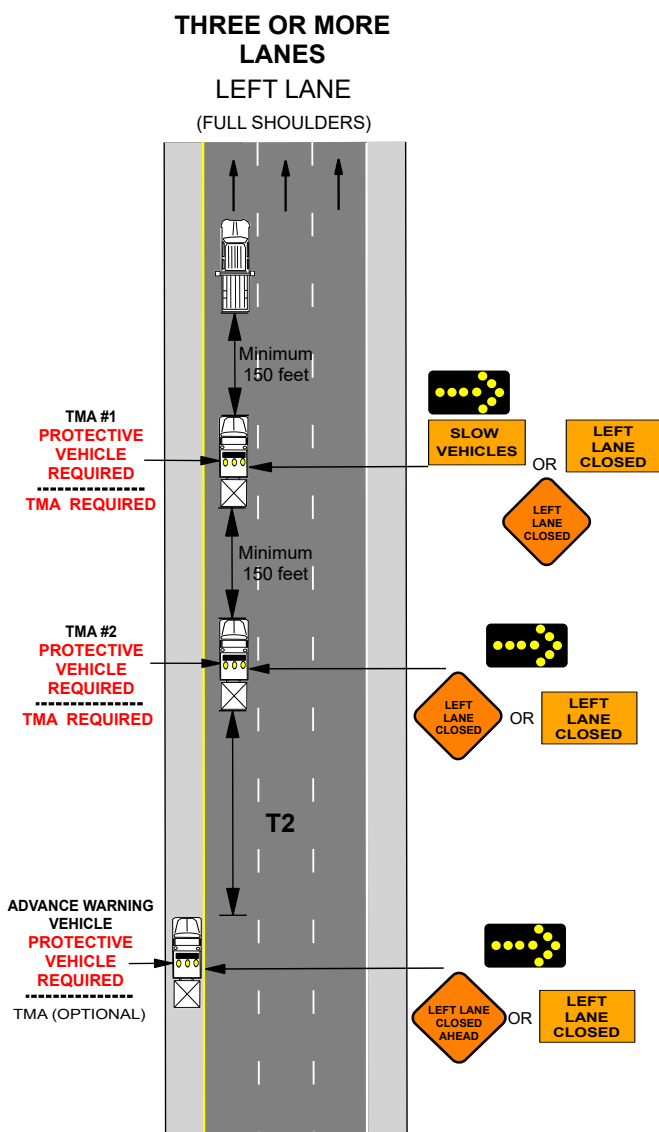 THREE OR MORE
LANES
LEFT LANE
(FULL SHOULDERS)
Minimum
150 feet
TMA #1
PROTECTIVE
VEHICLE
REQUIRED
TMA REQUIRED
SLOW
VEHICLES
OR
LEFT
LANE
CLOSED
LEFT
LANE
CLOSED
Minimum
150 feet
TMA #2
PROTECTIVE
VEHICLE
REQUIRED
TMA REQUIRED
LEFT
LANE
CLOSED
OR
LEFT
LANE
CLOSED
T2
ADVANCE WARNING
VEHICLE
PROTECTIVE
VEHICLE
REQUIRED
TMA (OPTIONAL)
LEFT LANE
CLOSED
AHEAD
OR
LEFT
LANE
CLOSED